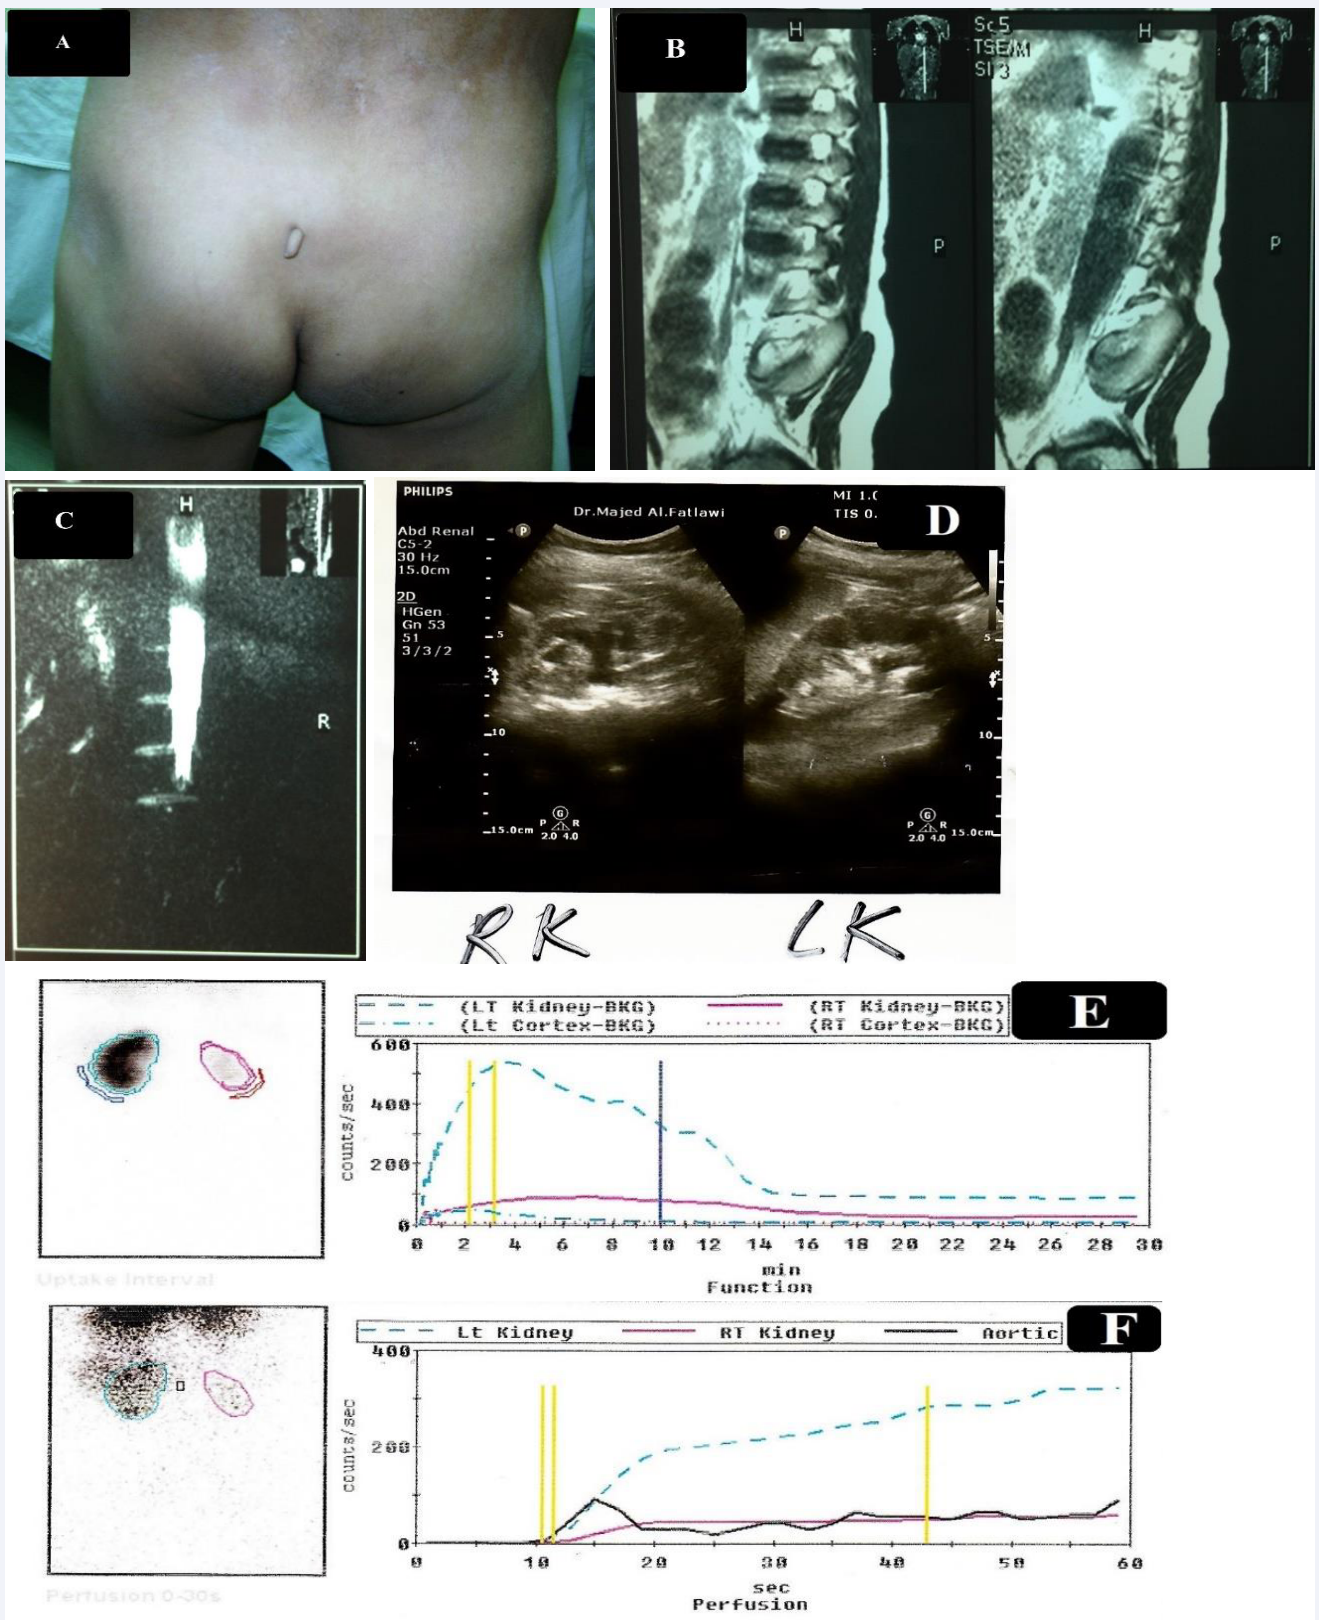 A
B
H
Sc 5
TSE/M
SI 3
H
P
P
C
H
R
PHILIPS
Dr.Majed Al.Fatlawi
MI 1.
TIS 0.
D
Abd Renal
C5-2
30 Hz
15.0cm
2D
HGen
Gn 53
51
3/3/2
P
P
5
5
10
10
15.0cm
G
P R
2.0 4.0
G
P R
2.0 4.0
15.0cm
RK
LK
(LT Kidney-BKG) (RT Kidney-BKG)
(Lt Cortex-BKG) (RT Cortex-BKG)
E
600
400
200
0
counts/sec
0 2 4 6 8 10 12 14 16 18 20 22 24 26 28 30
min
Function
Uptake Interval
Lt Kidney RT Kidney Aortic
F
400
200
0
counts/sec
0 10 20 30 40 50 60
sec
Perfusion
Perfusion 0-30s